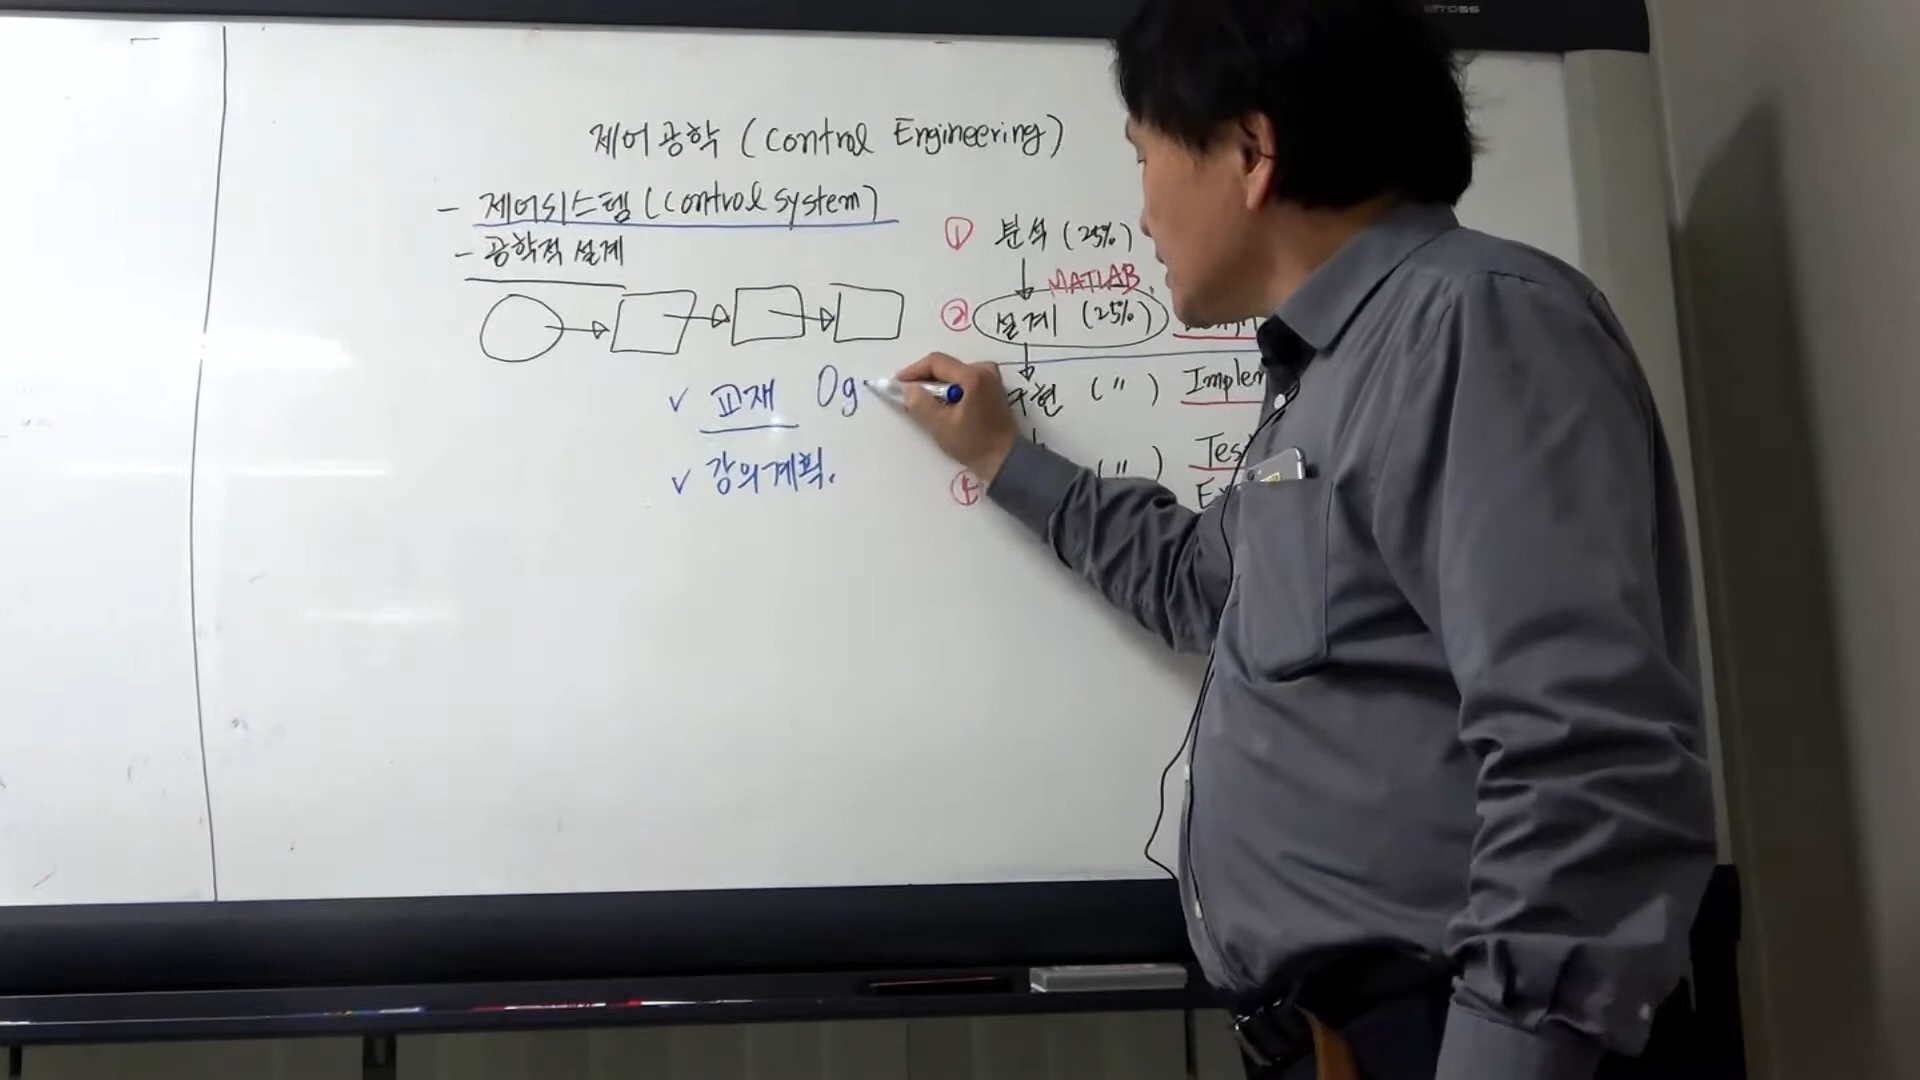 제어공학 (Control Engineering)
- 제어시스템 (Control System)
- 공학적 설계
① 분석 (25%)
MATLAB
② 설계 (25%)
구현 (〃) Implem
(〃) Test
✓ 교재 Og
✓ 강의계획.